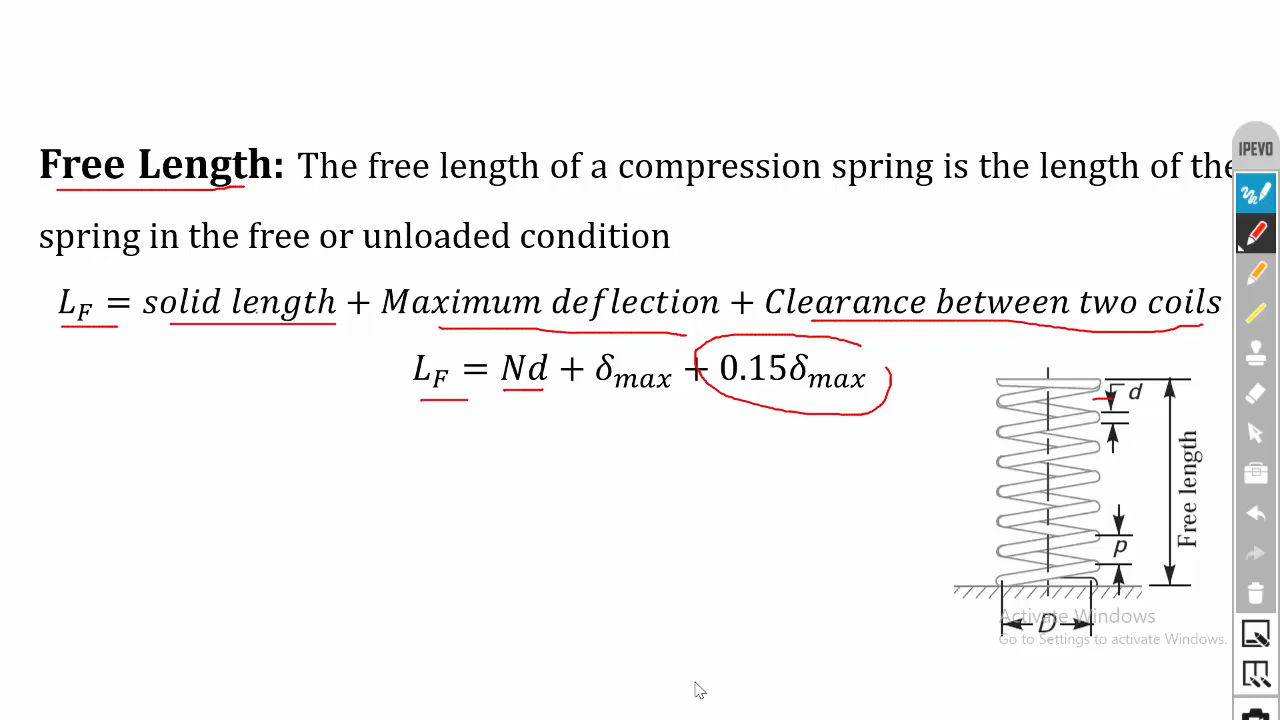 Free Length: The free length of a compression spring is the length of the
spring in the free or unloaded condition
L_F = solid length + Maximum deflection + Clearance between two coils
L_F = Nd + δ_max + 0.15δ_max
IPEVO
d
Free length
p
D
Activate Windows
Go to Settings to activate Windows.